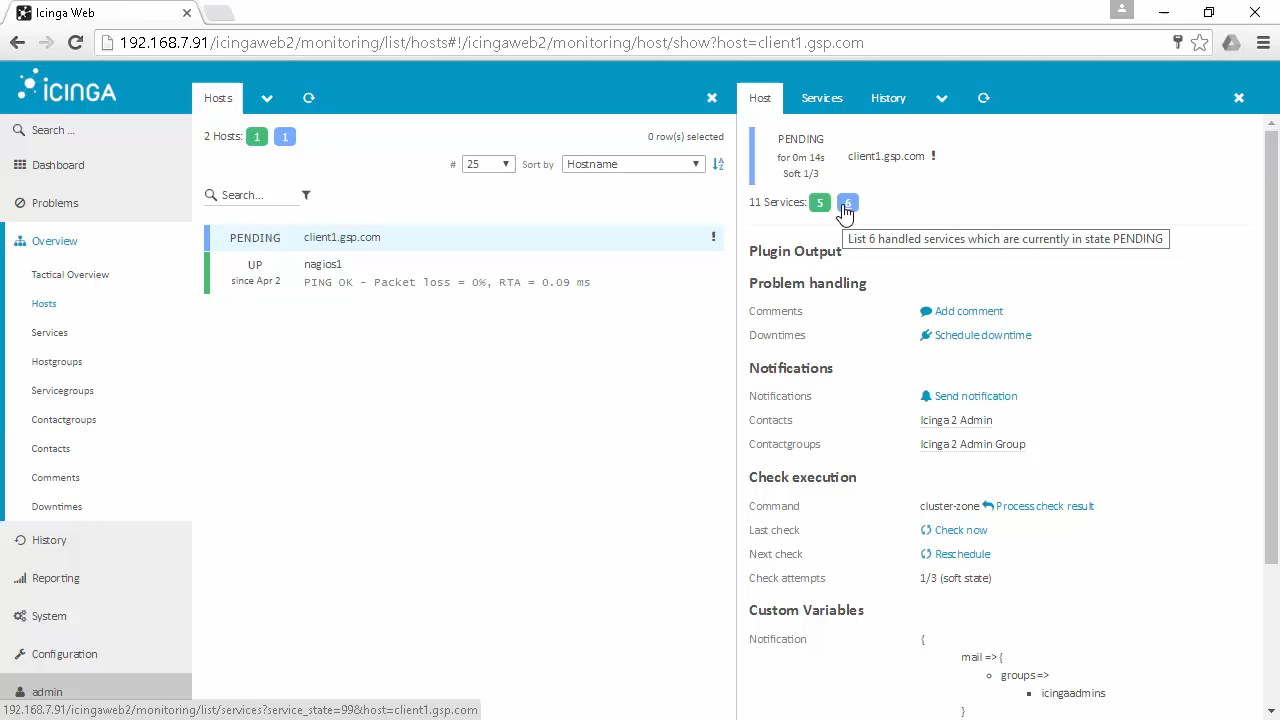 Icinga Web
192.168.7.91/icingaweb2/monitoring/list/hosts#!/icingaweb2/monitoring/host/show?host=client1.gsp.com
iCINGA
Search ...
Dashboard
Problems
Overview
Tactical Overview
Hosts
Services
Hostgroups
Servicegroups
Contactgroups
Contacts
Comments
Downtimes
History
Reporting
System
Configuration
admin
Hosts
2 Hosts: 1 1
0 row(s) selected
# 25 Sort by Hostname
Search...
PENDING client1.gsp.com !
UP nagios1
since Apr 2 PING OK - Packet loss = 0%, RTA = 0.09 ms
Host Services History
PENDING
for 0m 14s client1.gsp.com !
Soft 1/3
11 Services: 5 6
List 6 handled services which are currently in state PENDING
Plugin Output
Problem handling
Comments Add comment
Downtimes Schedule downtime
Notifications
Notifications Send notification
Contacts Icinga 2 Admin
Contactgroups Icinga 2 Admin Group
Check execution
Command cluster-zone Process check result
Last check Check now
Next check Reschedule
Check attempts 1/3 (soft state)
Custom Variables
Notification {
mail => {
groups =>
icingaadmins
}
192.168.7.91/icingaweb2/monitoring/list/services?service_state=99&host=client1.gsp.com